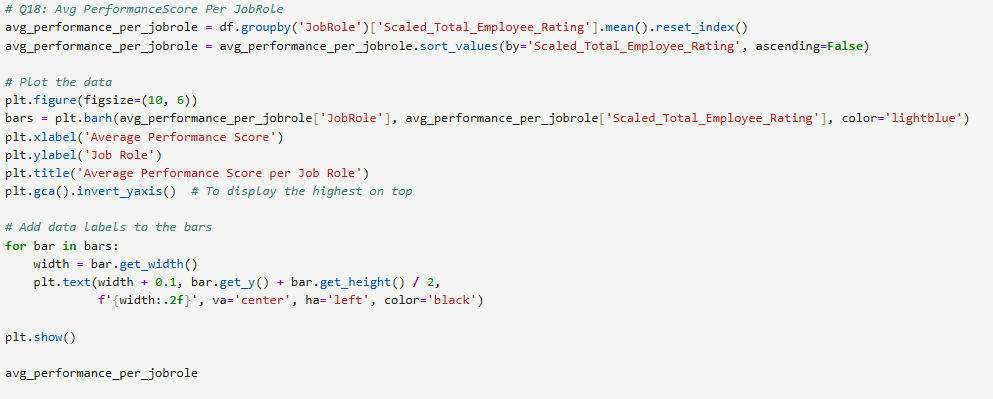 # Q18: Avg PerformanceScore Per JobRole
avg_performance_per_jobrole = df.groupby('JobRole')['Scaled_Total_Employee_Rating'].mean().reset_index()
avg_performance_per_jobrole = avg_performance_per_jobrole.sort_values(by='Scaled_Total_Employee_Rating', ascending=False)

# Plot the data
plt.figure(figsize=(10, 6))
bars = plt.barh(avg_performance_per_jobrole['JobRole'], avg_performance_per_jobrole['Scaled_Total_Employee_Rating'], color='lightblue')
plt.xlabel('Average Performance Score')
plt.ylabel('Job Role')
plt.title('Average Performance Score per Job Role')
plt.gca().invert_yaxis()  # To display the highest on top

# Add data labels to the bars
for bar in bars:
    width = bar.get_width()
    plt.text(width + 0.1, bar.get_y() + bar.get_height() / 2,
             f'{width:.2f}', va='center', ha='left', color='black')

plt.show()

avg_performance_per_jobrole